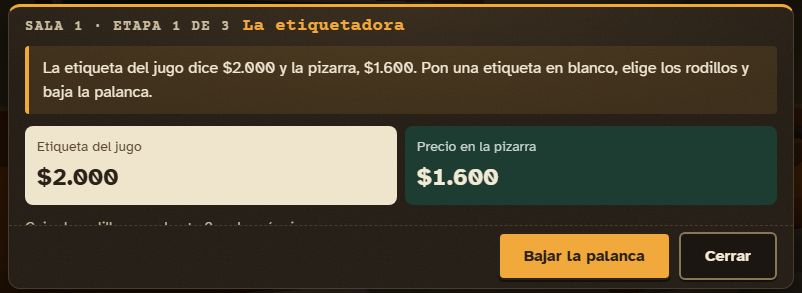 SALA 1 · ETAPA 1 DE 3 La etiquetadora
La etiqueta del jugo dice $2.000 y la pizarra, $1.600. Pon una etiqueta en blanco, elige los rodillos y
baja la palanca.
Etiqueta del jugo
$2.000
Precio en la pizarra
$1.600
Bajar la palanca
Cerrar